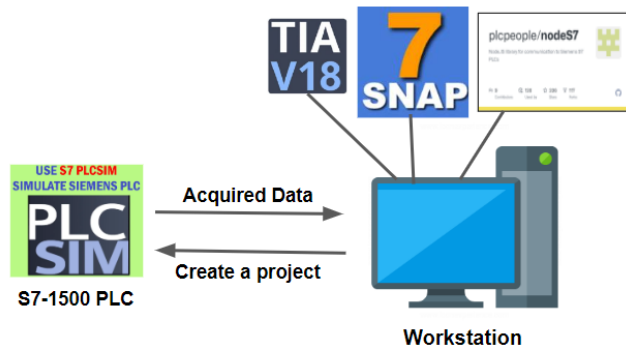 TIA
V18
7
SNAP
plcpeople/nodeS7
USE S7 PLCSIM
SIMULATE SIEMENS PLC
PLC
SIM
S7-1500 PLC
Acquired Data
Create a project
Workstation